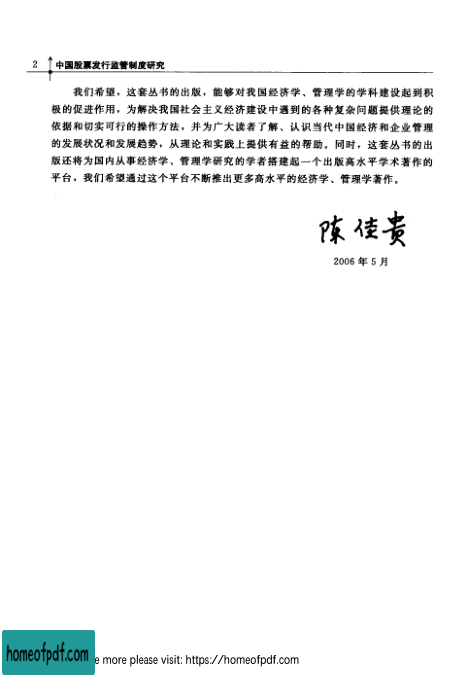 2 中国股票发行监管制度研究
我们希望，这套丛书的出版，能够对我国经济学、管理学的学科建设起到积
极的促进作用，为解决我国社会主义经济建设中遇到的各种复杂问题提供理论的
依据和切实可行的操作方法，并为广大读者了解、认识当代中国经济和企业管理
的发展状况和发展趋势，从理论和实践上提供有益的帮助。同时，这套丛书的出
版还将为国内从事经济学、管理学研究的学者搭建起一个出版高水平学术著作的
平台，我们希望通过这个平台不断推出更多高水平的经济学、管理学著作。
陈佳贵
2006 年 5 月
homeofpdf.com e more please visit: https://homeofpdf.com